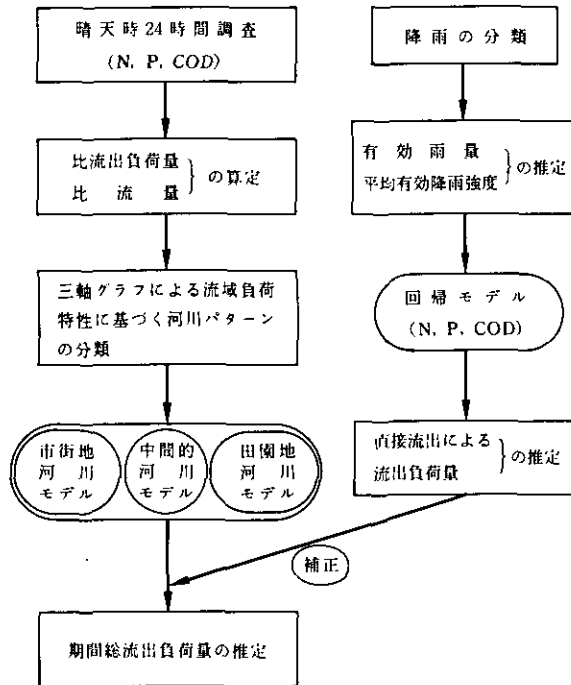 晴天時24時間調査
(N, P, COD)
比流出負荷量
比流量
}の算定
三軸グラフによる流域負荷
特性に基づく河川パターン
の分類
市街地
河川
モデル
中間的
河川
モデル
田園地
河川
モデル
期間総流出負荷量の推定
降雨の分類
有効雨量
平均有効降雨強度
}の推定
回帰モデル
(N, P, COD)
直接流出による
流出負荷量
}の推定
補正